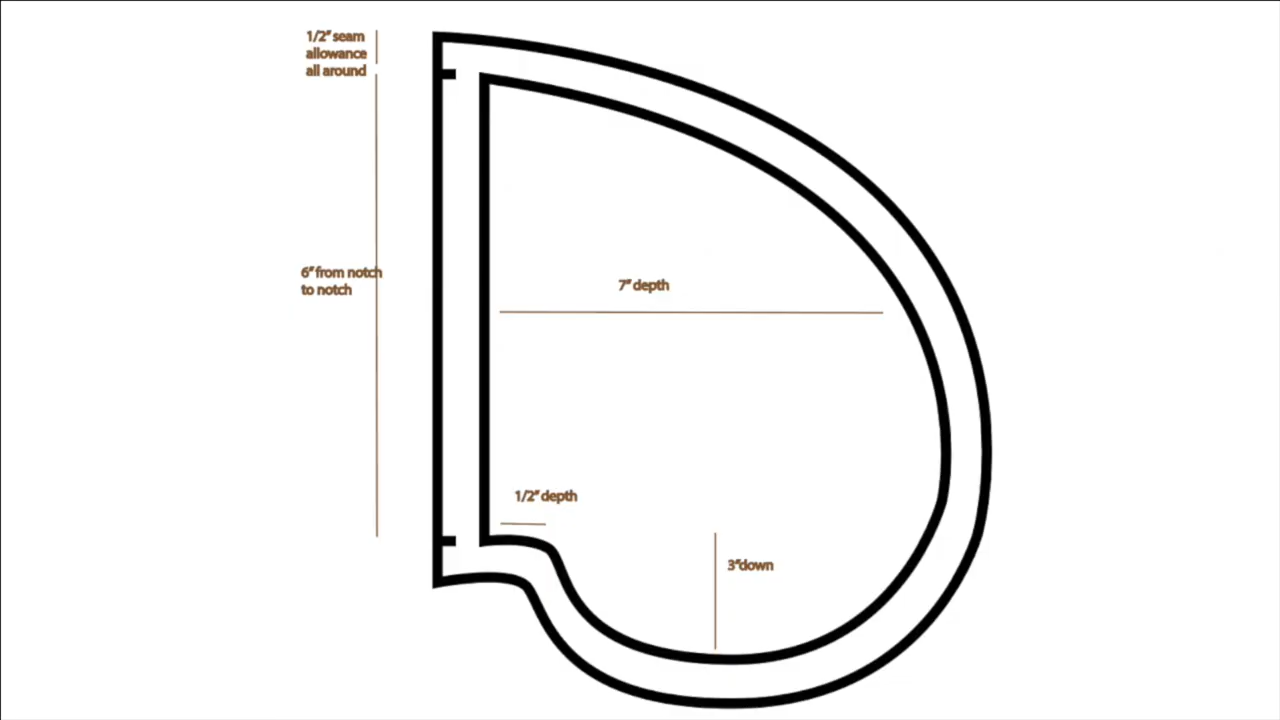 1/2" seam
allowance
all around
6" from notch
to notch
7" depth
1/2" depth
3"down